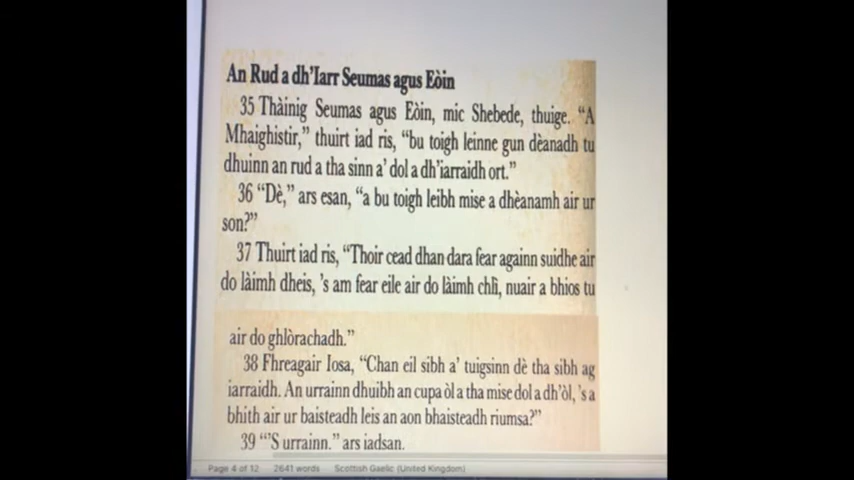 An Rud a dh'Iarr Seumas agus Eòin
35 Thàinig Seumas agus Eòin, mic Shebede, thuige. “A
Mhaighistir,” thuirt iad ris, “bu toigh leinne gun dèanadh tu
dhuinn an rud a tha sinn a' dol a dh'iarraidh ort.”
36 “Dè,” ars esan, “a bu toigh leibh mise a dhèanamh air ur
son?”
37 Thuirt iad ris, “Thoir cead dhan dara fear againn suidhe air
do làimh dheis, 's am fear eile air do làimh chlì, nuair a bhios tu
air do ghlòrachadh.”
38 Fhreagair Iosa, “Chan eil sibh a' tuigsinn dè tha sibh ag
iarraidh. An urrainn dhuibh an cupa òl a tha mise dol a dh'òl, 's a
bhith air ur baisteadh leis an aon bhaisteadh riumsa?”
39 “'S urrainn.” ars iadsan.
Page 4 of 12 2641 words Scottish Gaelic (United Kingdom)